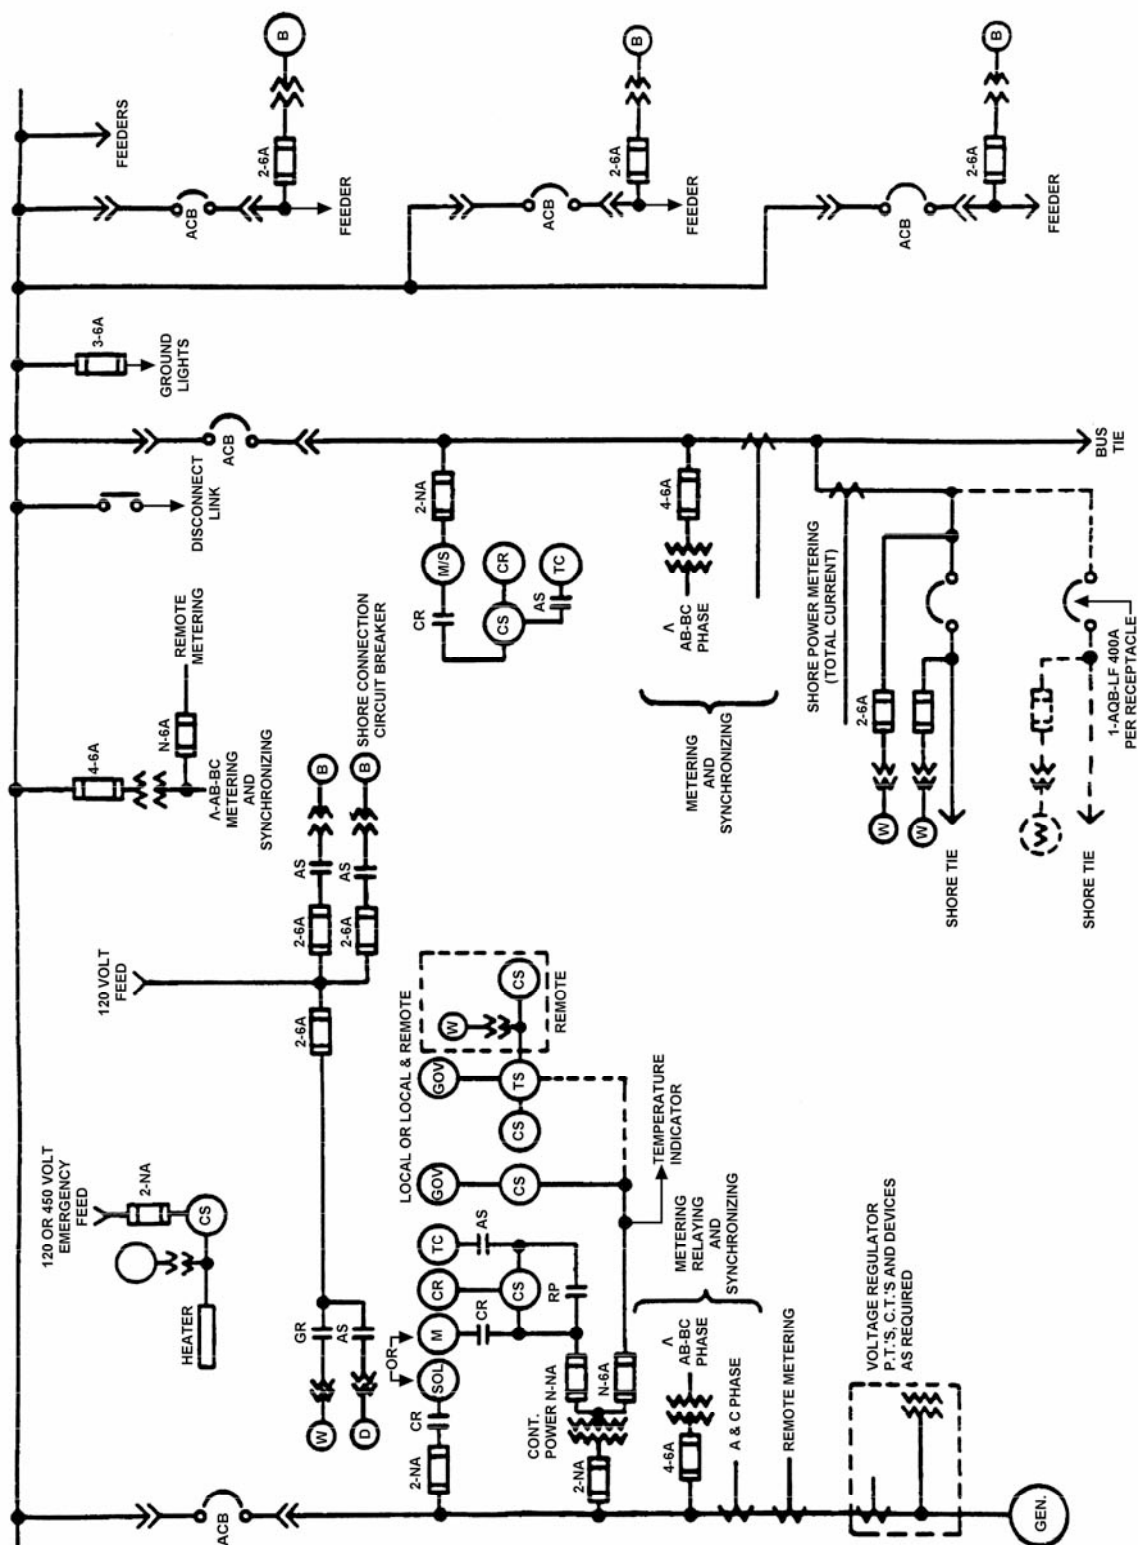 B
2-6A
ACB
FEEDER
B
2-6A
ACB
FEEDER
B
2-6A
ACB
FEEDER
FEEDERS
3-6A
GROUND
LIGHTS
ACB
DISCONNECT
LINK
2-NA
M/S
CR
CS
CR
AS
TC
4-6A
Λ
AB-BC
PHASE
METERING
AND
SYNCHRONIZING
BUS
TIE
SHORE POWER METERING
(TOTAL CURRENT)
2-6A
W
W
SHORE TIE
W
SHORE TIE
1-AQB-LF 400A
PER RECEPTACLE
4-6A
N-6A
REMOTE
METERING
Λ-AB-BC
METERING
AND
SYNCHRONIZING
120 VOLT
FEED
2-6A
2-6A
AS
B
2-6A
AS
B
SHORE CONNECTION
CIRCUIT BREAKER
120 OR 450 VOLT
EMERGENCY
FEED
2-NA
CS
HEATER
GR
AS
W
D
LOCAL OR LOCAL & REMOTE
GOV
GOV
CS
CS
TS
W
CS
REMOTE
TEMPERATURE
INDICATOR
OR
SOL
M
CR
TC
AS
CR
CR
CS
RP
2-NA
CONT.
POWER N-NA
N-6A
2-NA
METERING
RELAYING
AND
SYNCHRONIZING
Λ
AB-BC
PHASE
4-6A
A & C PHASE
REMOTE METERING
VOLTAGE REGULATOR
P.T.'S, C.T.'S AND DEVICES
AS REQUIRED
ACB
GEN.